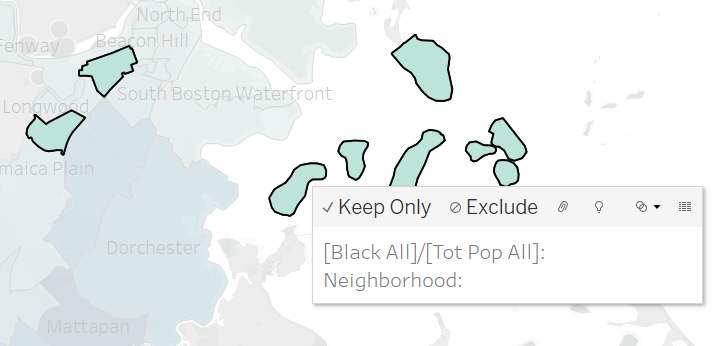 North End
Fenway
Beacon Hill
South Boston Waterfront
Longwood
maica Plain
Keep Only Exclude
[Black All]/[Tot Pop All]:
Neighborhood:
Dorchester
Mattapan